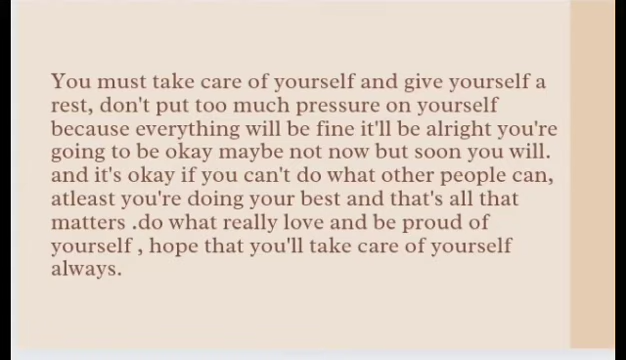 You must take care of yourself and give yourself a
rest, don't put too much pressure on yourself
because everything will be fine it'll be alright you're
going to be okay maybe not now but soon you will.
and it's okay if you can't do what other people can,
atleast you're doing your best and that's all that
matters .do what really love and be proud of
yourself , hope that you'll take care of yourself
always.